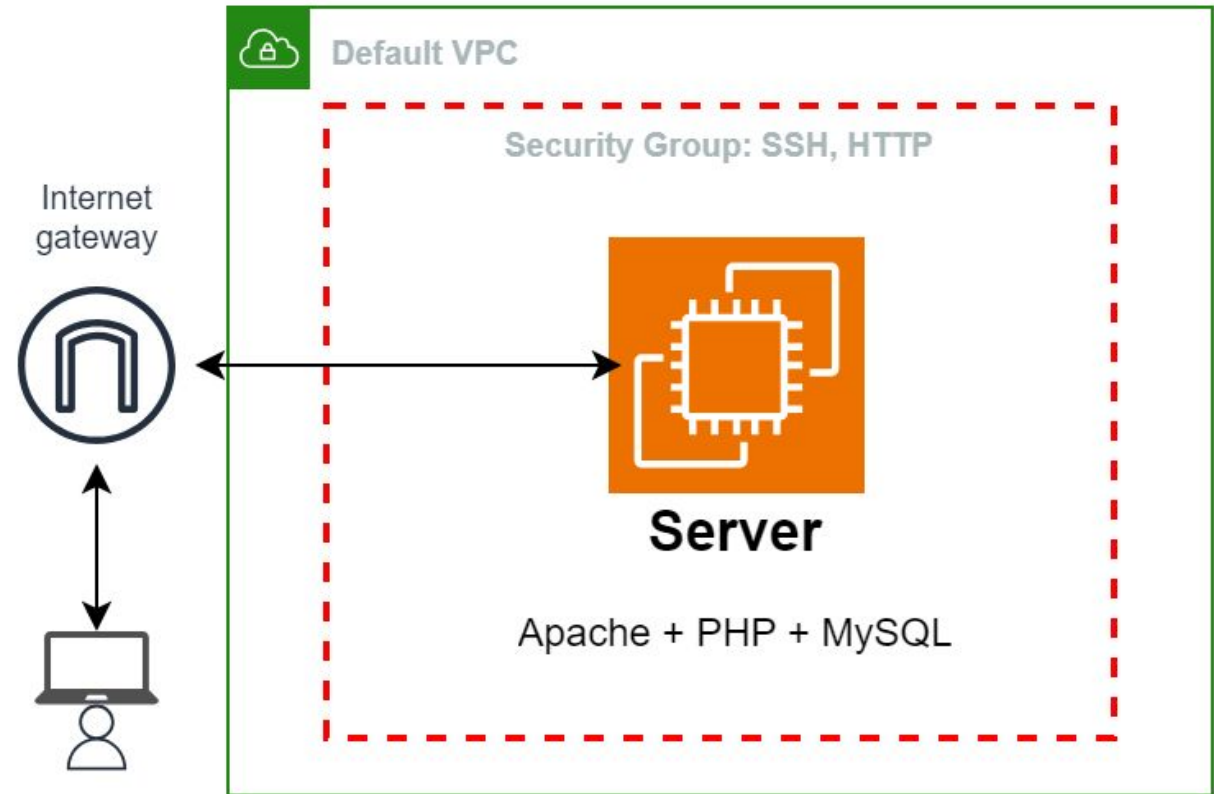 Default VPC
Security Group: SSH, HTTP
Internet
gateway
Server
Apache + PHP + MySQL